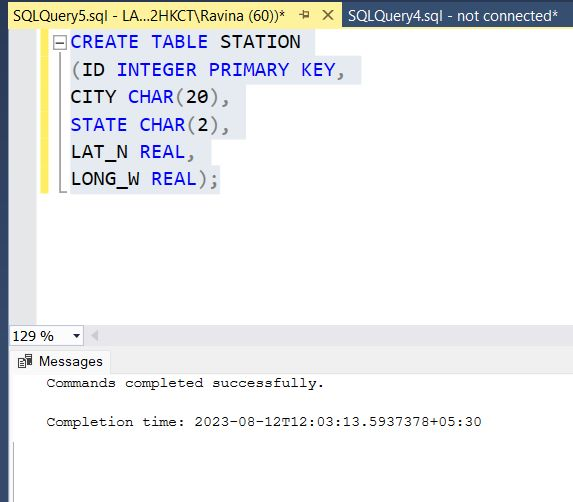 SQLQuery5.sql - LA...2HKCT\Ravina (60))* SQLQuery4.sql - not connected*
CREATE TABLE STATION
(ID INTEGER PRIMARY KEY,
CITY CHAR(20),
STATE CHAR(2),
LAT_N REAL,
LONG_W REAL);
129 %
Messages
Commands completed successfully.
Completion time: 2023-08-12T12:03:13.5937378+05:30